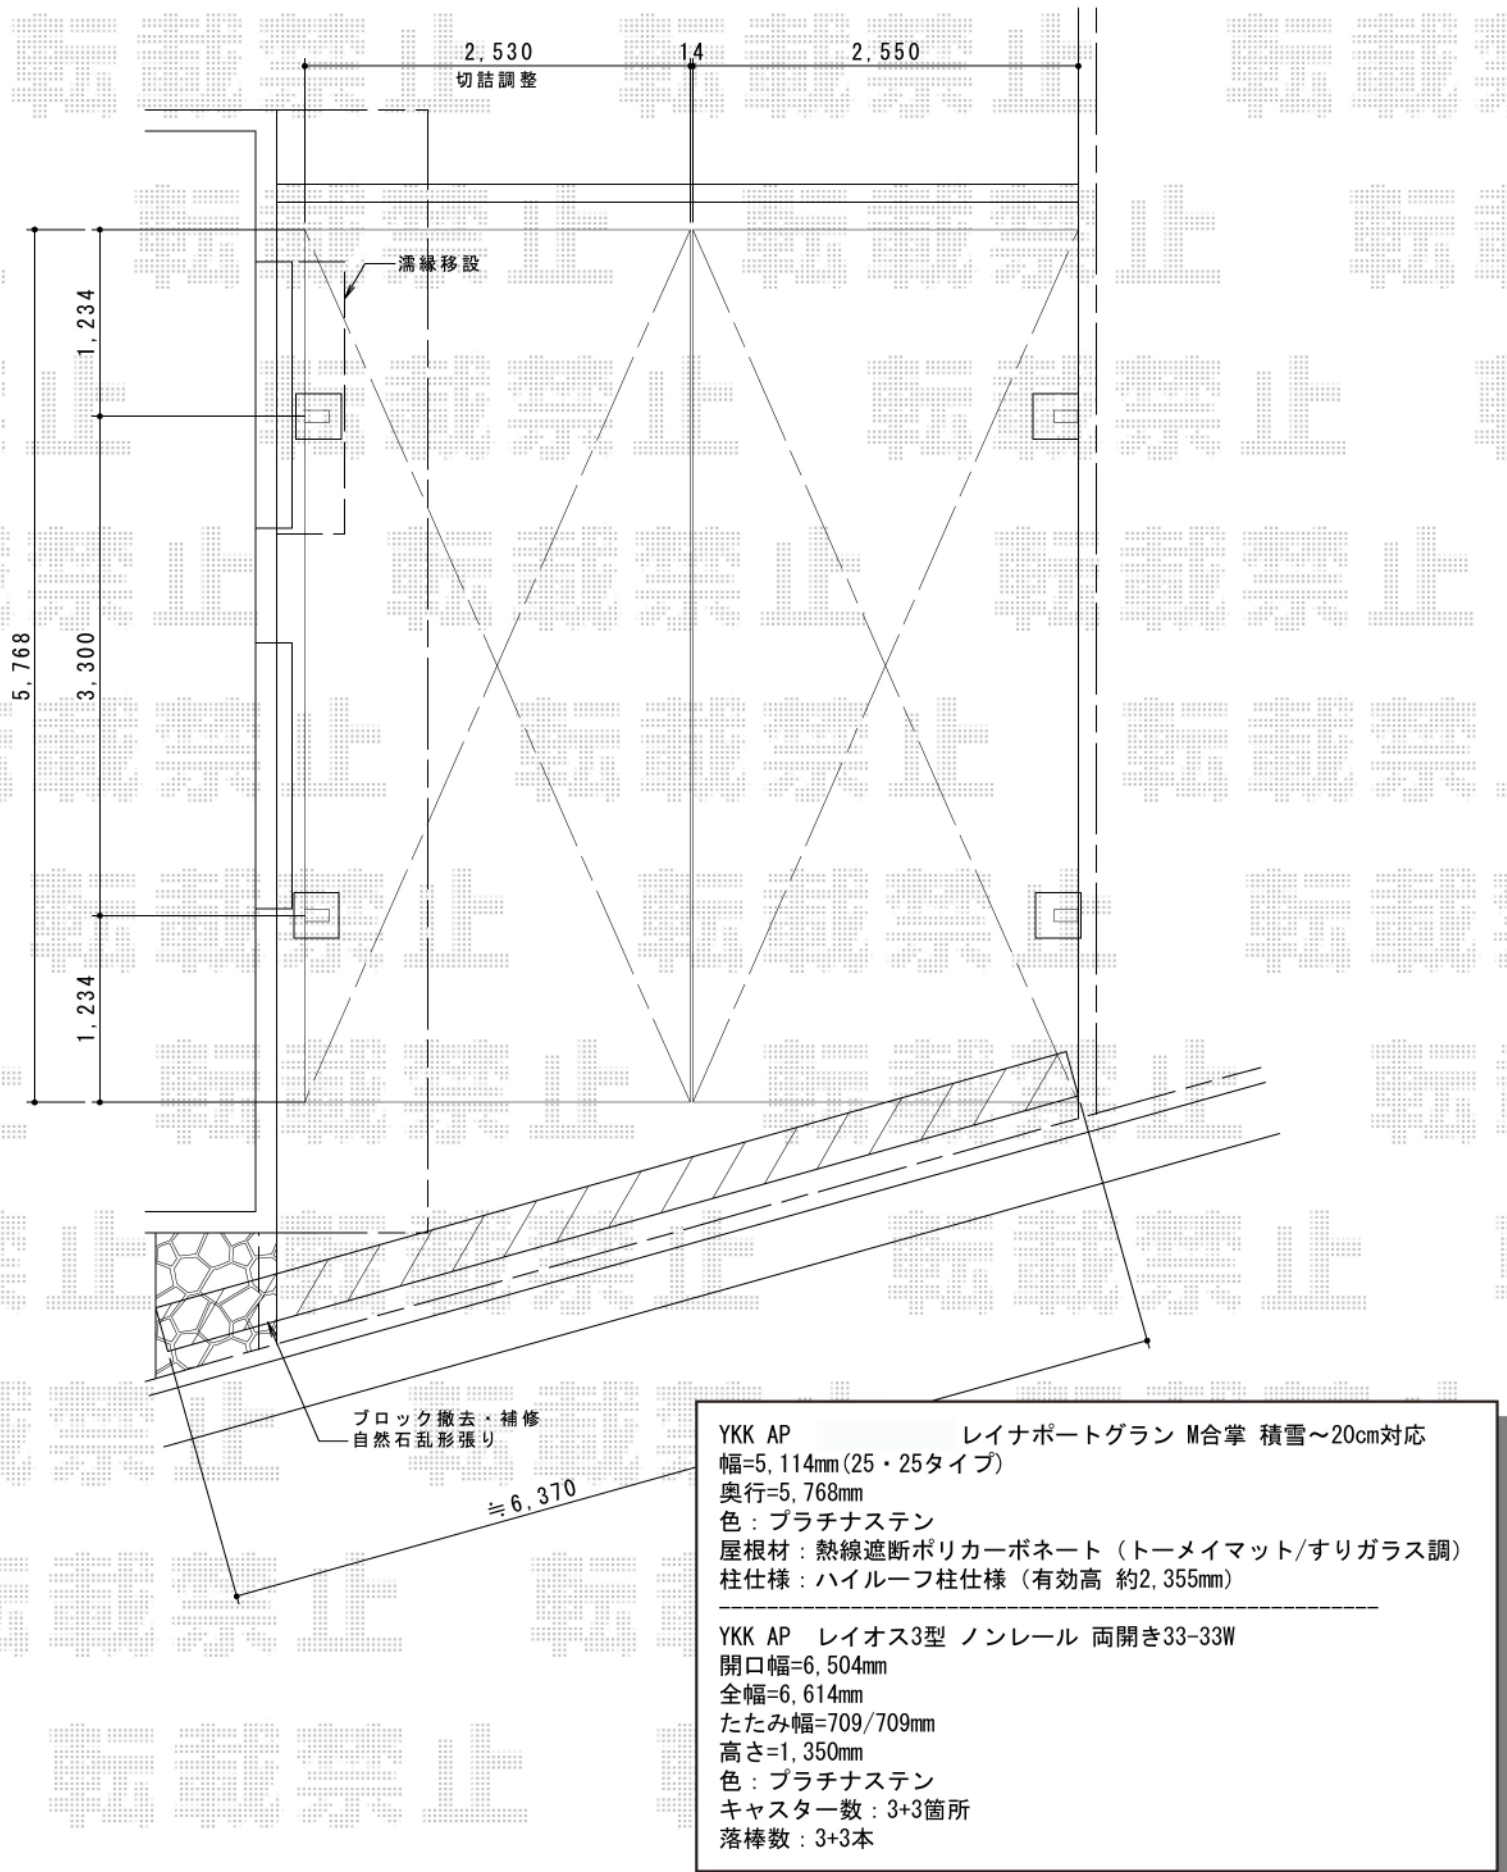 2,530
14
2,550
切詰調整
濡縁移設
1,234
5,768
3,300
1,234
ブロック撤去・補修
自然石乱形張り
≒6,370
YKK AP レイナポートグラン M合掌 積雪～20cm対応
幅=5,114mm(25・25タイプ)
奥行=5,768mm
色：プラチナステン
屋根材：熱線遮断ポリカーボネート（トーメイマット/すりガラス調）
柱仕様：ハイルーフ柱仕様（有効高 約2,355mm）
YKK AP レイオス3型 ノンレール 両開き33-33W
開口幅=6,504mm
全幅=6,614mm
たたみ幅=709/709mm
高さ=1,350mm
色：プラチナステン
キャスター数：3+3箇所
落棒数：3+3本
転載禁止